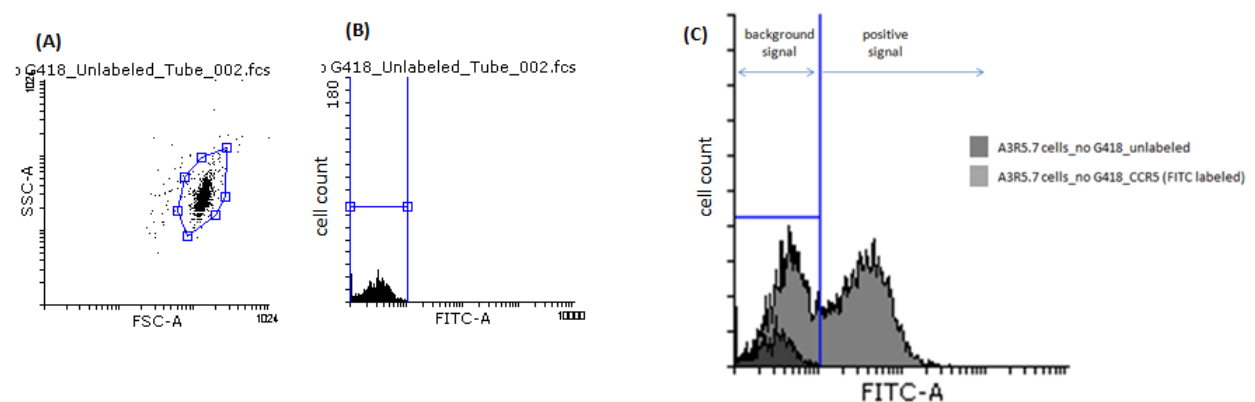 (A)
G418_Unlabeled_Tube_002.fcs
SSC-A
FSC-A
1024
(B)
G418_Unlabeled_Tube_002.fcs
180
cell count
FITC-A
10000
(C)
background
signal
positive
signal
cell count
FITC-A
A3R5.7 cells_no G418_unlabeled
A3R5.7 cells_no G418_CCR5 (FITC labeled)